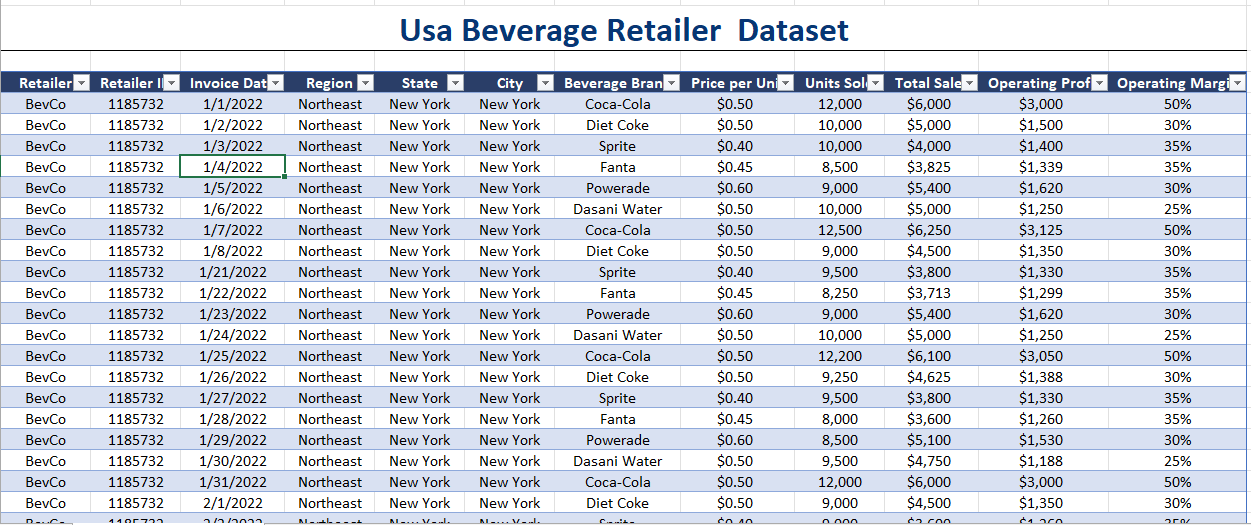 Usa Beverage Retailer  Dataset
Retailer Retailer I Invoice Dat Region State City Beverage Bran Price per Uni Units Sol Total Sale Operating Prof Operating Margi
BevCo 1185732 1/1/2022 Northeast New York New York Coca-Cola $0.50 12,000 $6,000 $3,000 50%
BevCo 1185732 1/2/2022 Northeast New York New York Diet Coke $0.50 10,000 $5,000 $1,500 30%
BevCo 1185732 1/3/2022 Northeast New York New York Sprite $0.40 10,000 $4,000 $1,400 35%
BevCo 1185732 1/4/2022 Northeast New York New York Fanta $0.45 8,500 $3,825 $1,339 35%
BevCo 1185732 1/5/2022 Northeast New York New York Powerade $0.60 9,000 $5,400 $1,620 30%
BevCo 1185732 1/6/2022 Northeast New York New York Dasani Water $0.50 10,000 $5,000 $1,250 25%
BevCo 1185732 1/7/2022 Northeast New York New York Coca-Cola $0.50 12,500 $6,250 $3,125 50%
BevCo 1185732 1/8/2022 Northeast New York New York Diet Coke $0.50 9,000 $4,500 $1,350 30%
BevCo 1185732 1/21/2022 Northeast New York New York Sprite $0.40 9,500 $3,800 $1,330 35%
BevCo 1185732 1/22/2022 Northeast New York New York Fanta $0.45 8,250 $3,713 $1,299 35%
BevCo 1185732 1/23/2022 Northeast New York New York Powerade $0.60 9,000 $5,400 $1,620 30%
BevCo 1185732 1/24/2022 Northeast New York New York Dasani Water $0.50 10,000 $5,000 $1,250 25%
BevCo 1185732 1/25/2022 Northeast New York New York Coca-Cola $0.50 12,200 $6,100 $3,050 50%
BevCo 1185732 1/26/2022 Northeast New York New York Diet Coke $0.50 9,250 $4,625 $1,388 30%
BevCo 1185732 1/27/2022 Northeast New York New York Sprite $0.40 9,500 $3,800 $1,330 35%
BevCo 1185732 1/28/2022 Northeast New York New York Fanta $0.45 8,000 $3,600 $1,260 35%
BevCo 1185732 1/29/2022 Northeast New York New York Powerade $0.60 8,500 $5,100 $1,530 30%
BevCo 1185732 1/30/2022 Northeast New York New York Dasani Water $0.50 9,500 $4,750 $1,188 25%
BevCo 1185732 1/31/2022 Northeast New York New York Coca-Cola $0.50 12,000 $6,000 $3,000 50%
BevCo 1185732 2/1/2022 Northeast New York New York Diet Coke $0.50 9,000 $4,500 $1,350 30%